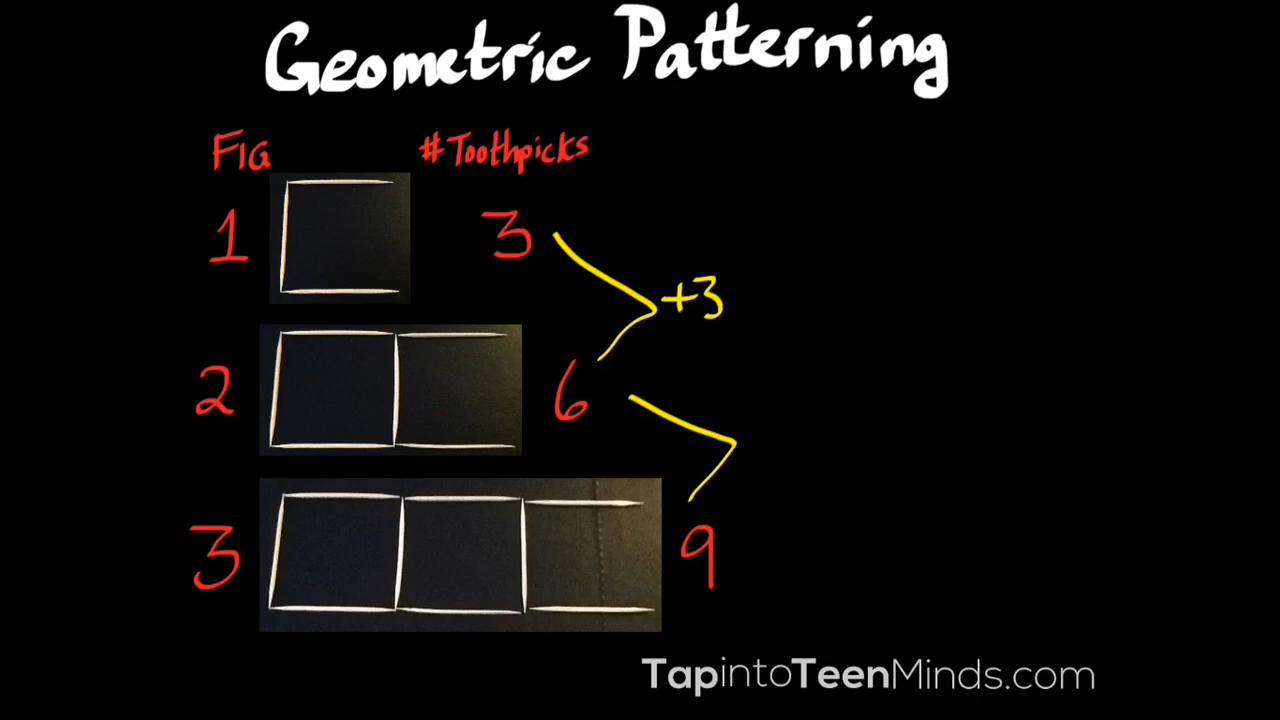 Geometric Patterning
FIG #Toothpicks
1 3
+3
2 6
3 9
TapintoTeenMinds.com